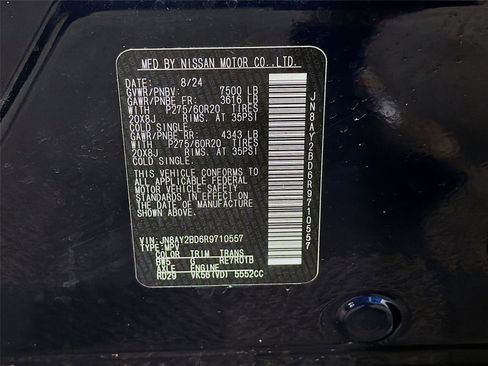 MFD BY NISSAN MOTOR CO.,LTD.
DATE: 8/24
GVWR/PNBV: 7500 LB
GAWR/PNBE FR: 3616 LB
WITH P275/60R20 TIRES
20X8J RIMS. AT 35PSI
COLD SINGLE.
GAWR/PNBE RR: 4343 LB
WITH P275/60R20 TIRES
20X8J RIMS. AT 35PSI
COLD SINGLE.
THIS VEHICLE CONFORMS TO
ALL APPLICABLE FEDERAL
MOTOR VEHICLE SAFETY
STANDARDS IN EFFECT ON
THE DATE OF MANUFACTURE
SHOWN ABOVE.
VIN: JN8AY2BD6R9710557
TYPE:MPV
COLOR TRIM TRANS
BW5 G RE7R01B
AXLE ENGINE
RD29 VK56(VD) 5552CC
JN8AY2BD6R9710557